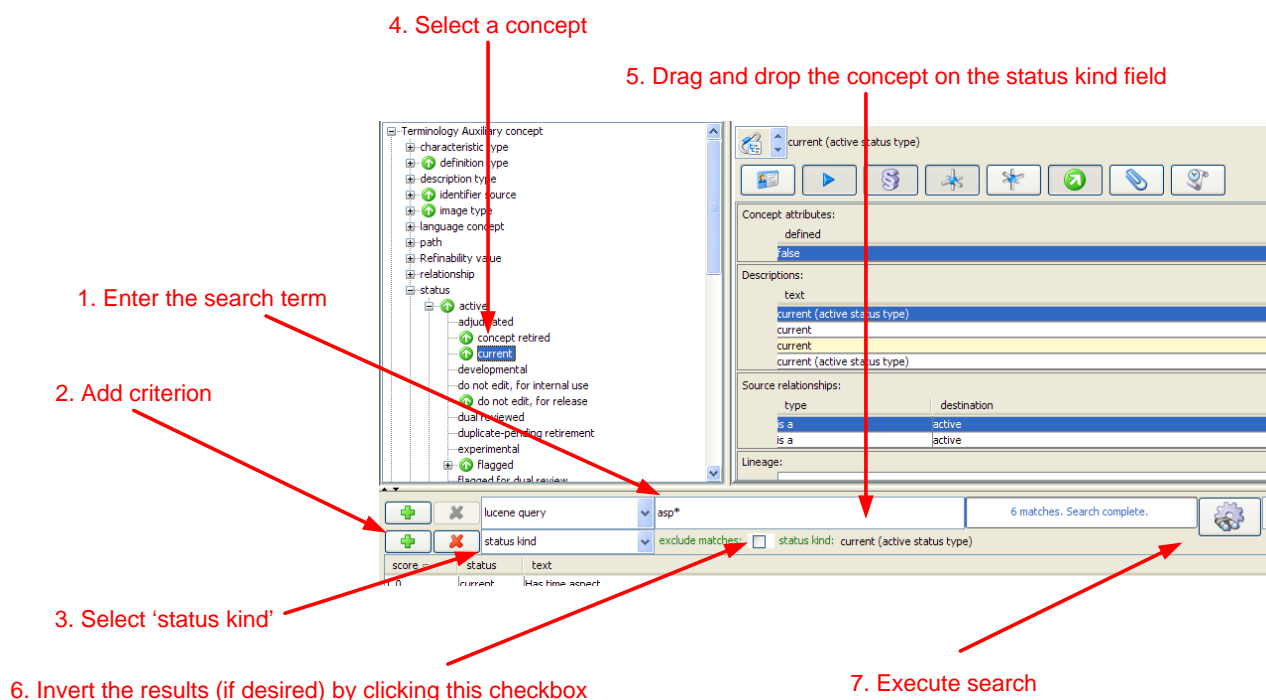 4. Select a concept
5. Drag and drop the concept on the status kind field
Terminology Auxiliary concept
characteristic type
definition type
description type
identifier source
image type
language concept
path
Refinability value
relationship
status
active
adjudicated
concept retired
current
developmental
do not edit, for internal use
do not edit, for release
dual reviewed
duplicate-pending retirement
experimental
flagged
flagged for dual review
current (active status type)
Concept attributes:
defined
false
Descriptions:
text
current (active status type)
current
current
current (active status type)
Source relationships:
type destination
is a active
is a active
Lineage:
1. Enter the search term
2. Add criterion
lucene query asp* 6 matches. Search complete.
status kind exclude matches: status kind: current (active status type)
score status text
1.0 current Has time aspect
3. Select ‘status kind’
6. Invert the results (if desired) by clicking this checkbox
7. Execute search